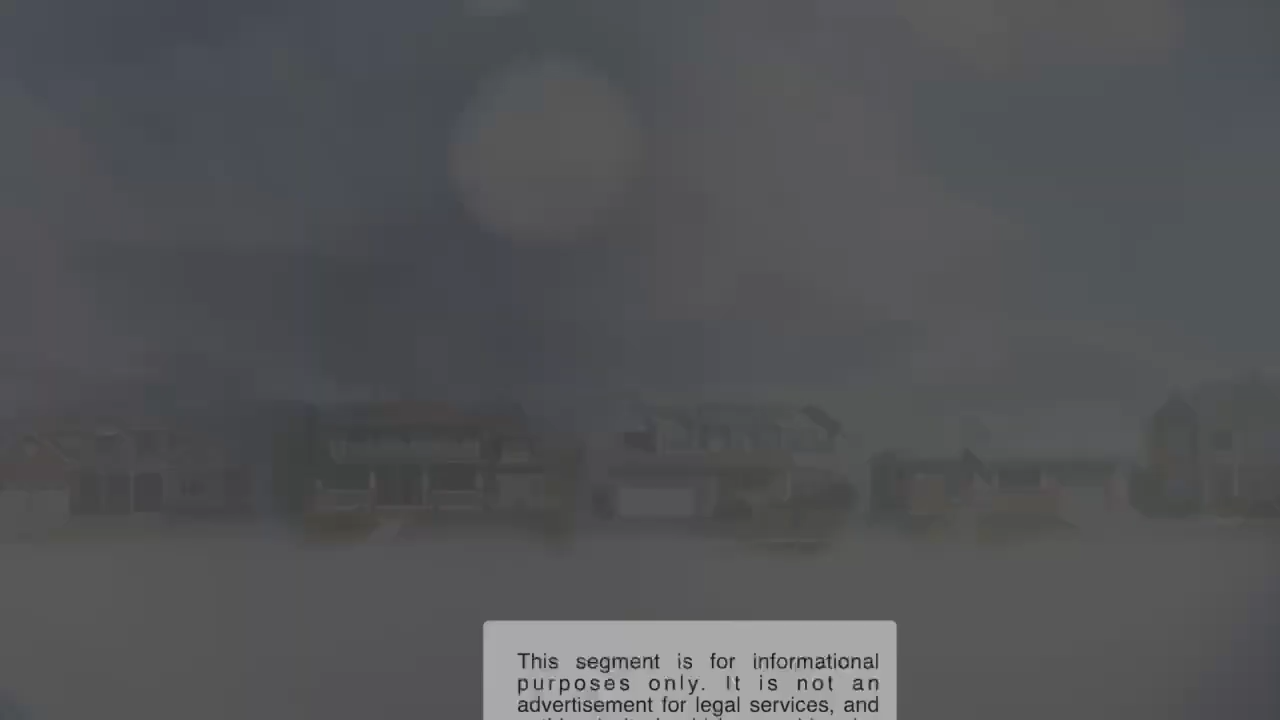 This segment is for informational
purposes only. It is not an
advertisement for legal services, and